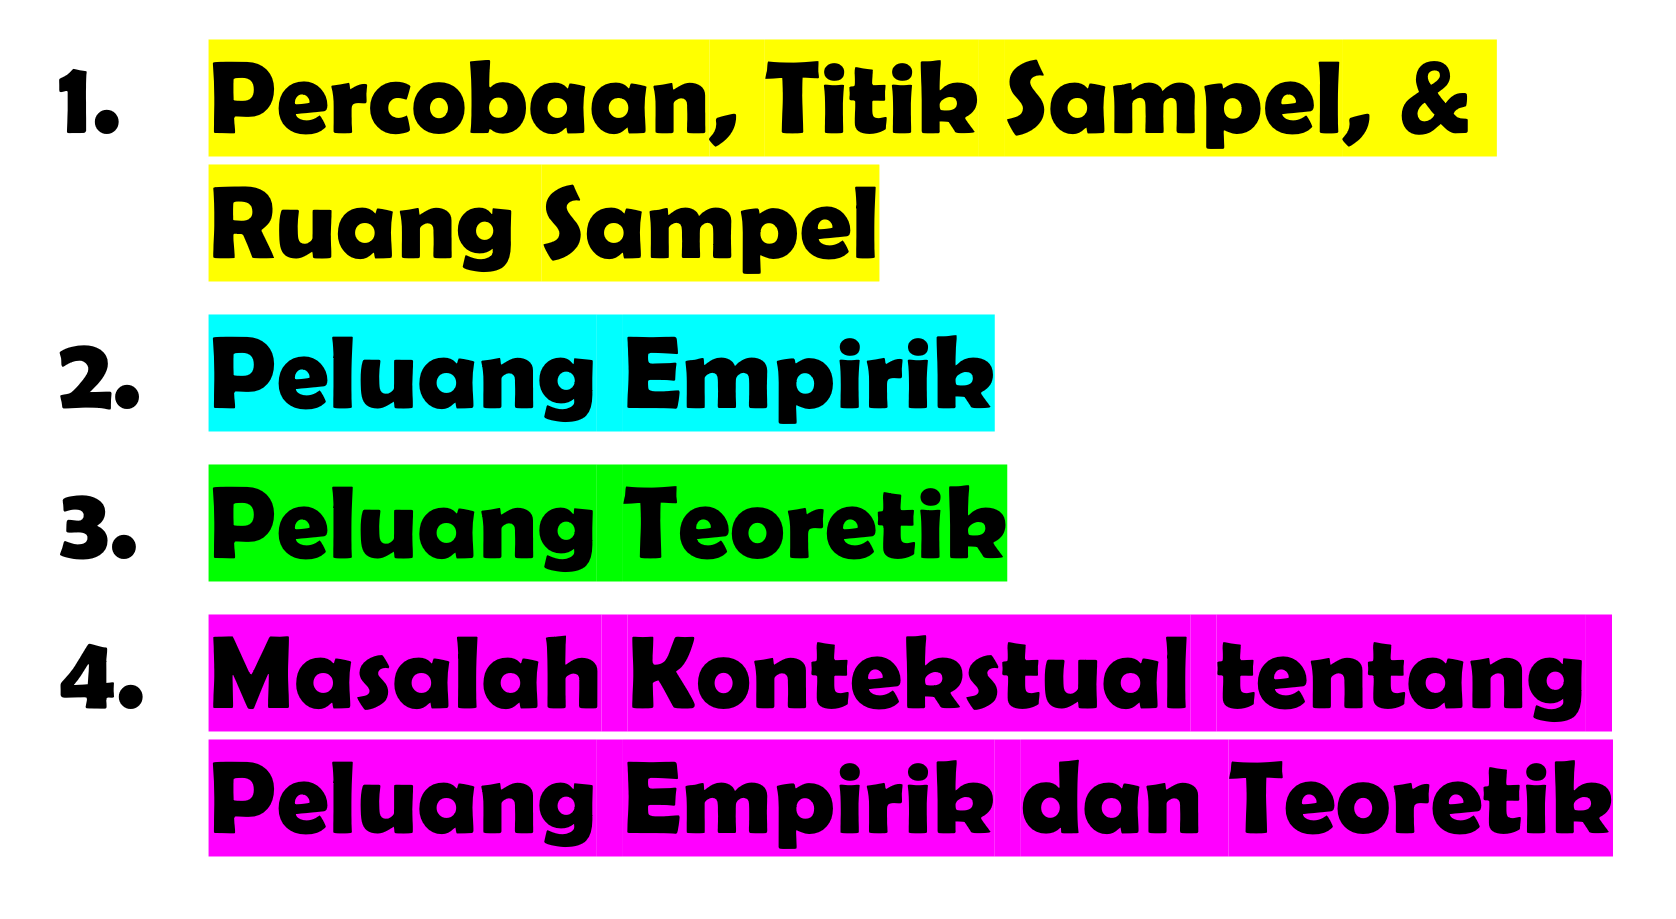 1. Percobaan, Titik Sampel, &
Ruang Sampel
2. Peluang Empirik
3. Peluang Teoretik
4. Masalah Kontekstual tentang
Peluang Empirik dan Teoretik